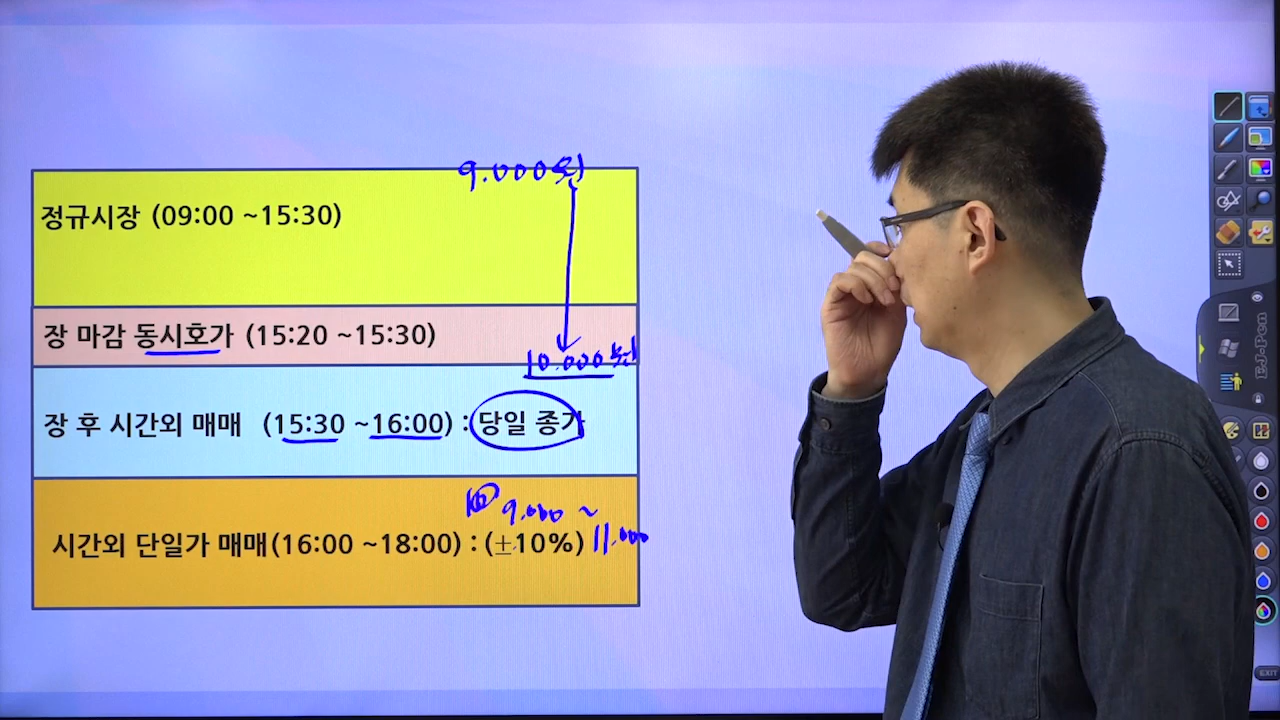 9.000원
정규시장 (09:00 ~15:30)
장 마감 동시호가 (15:20 ~15:30)
10.000원
장 후 시간외 매매 (15:30 ~16:00) : 당일 종가
9.000 ~
시간외 단일가 매매(16:00 ~18:00) : (±10%) 11.000
EJ-Pen
EXIT